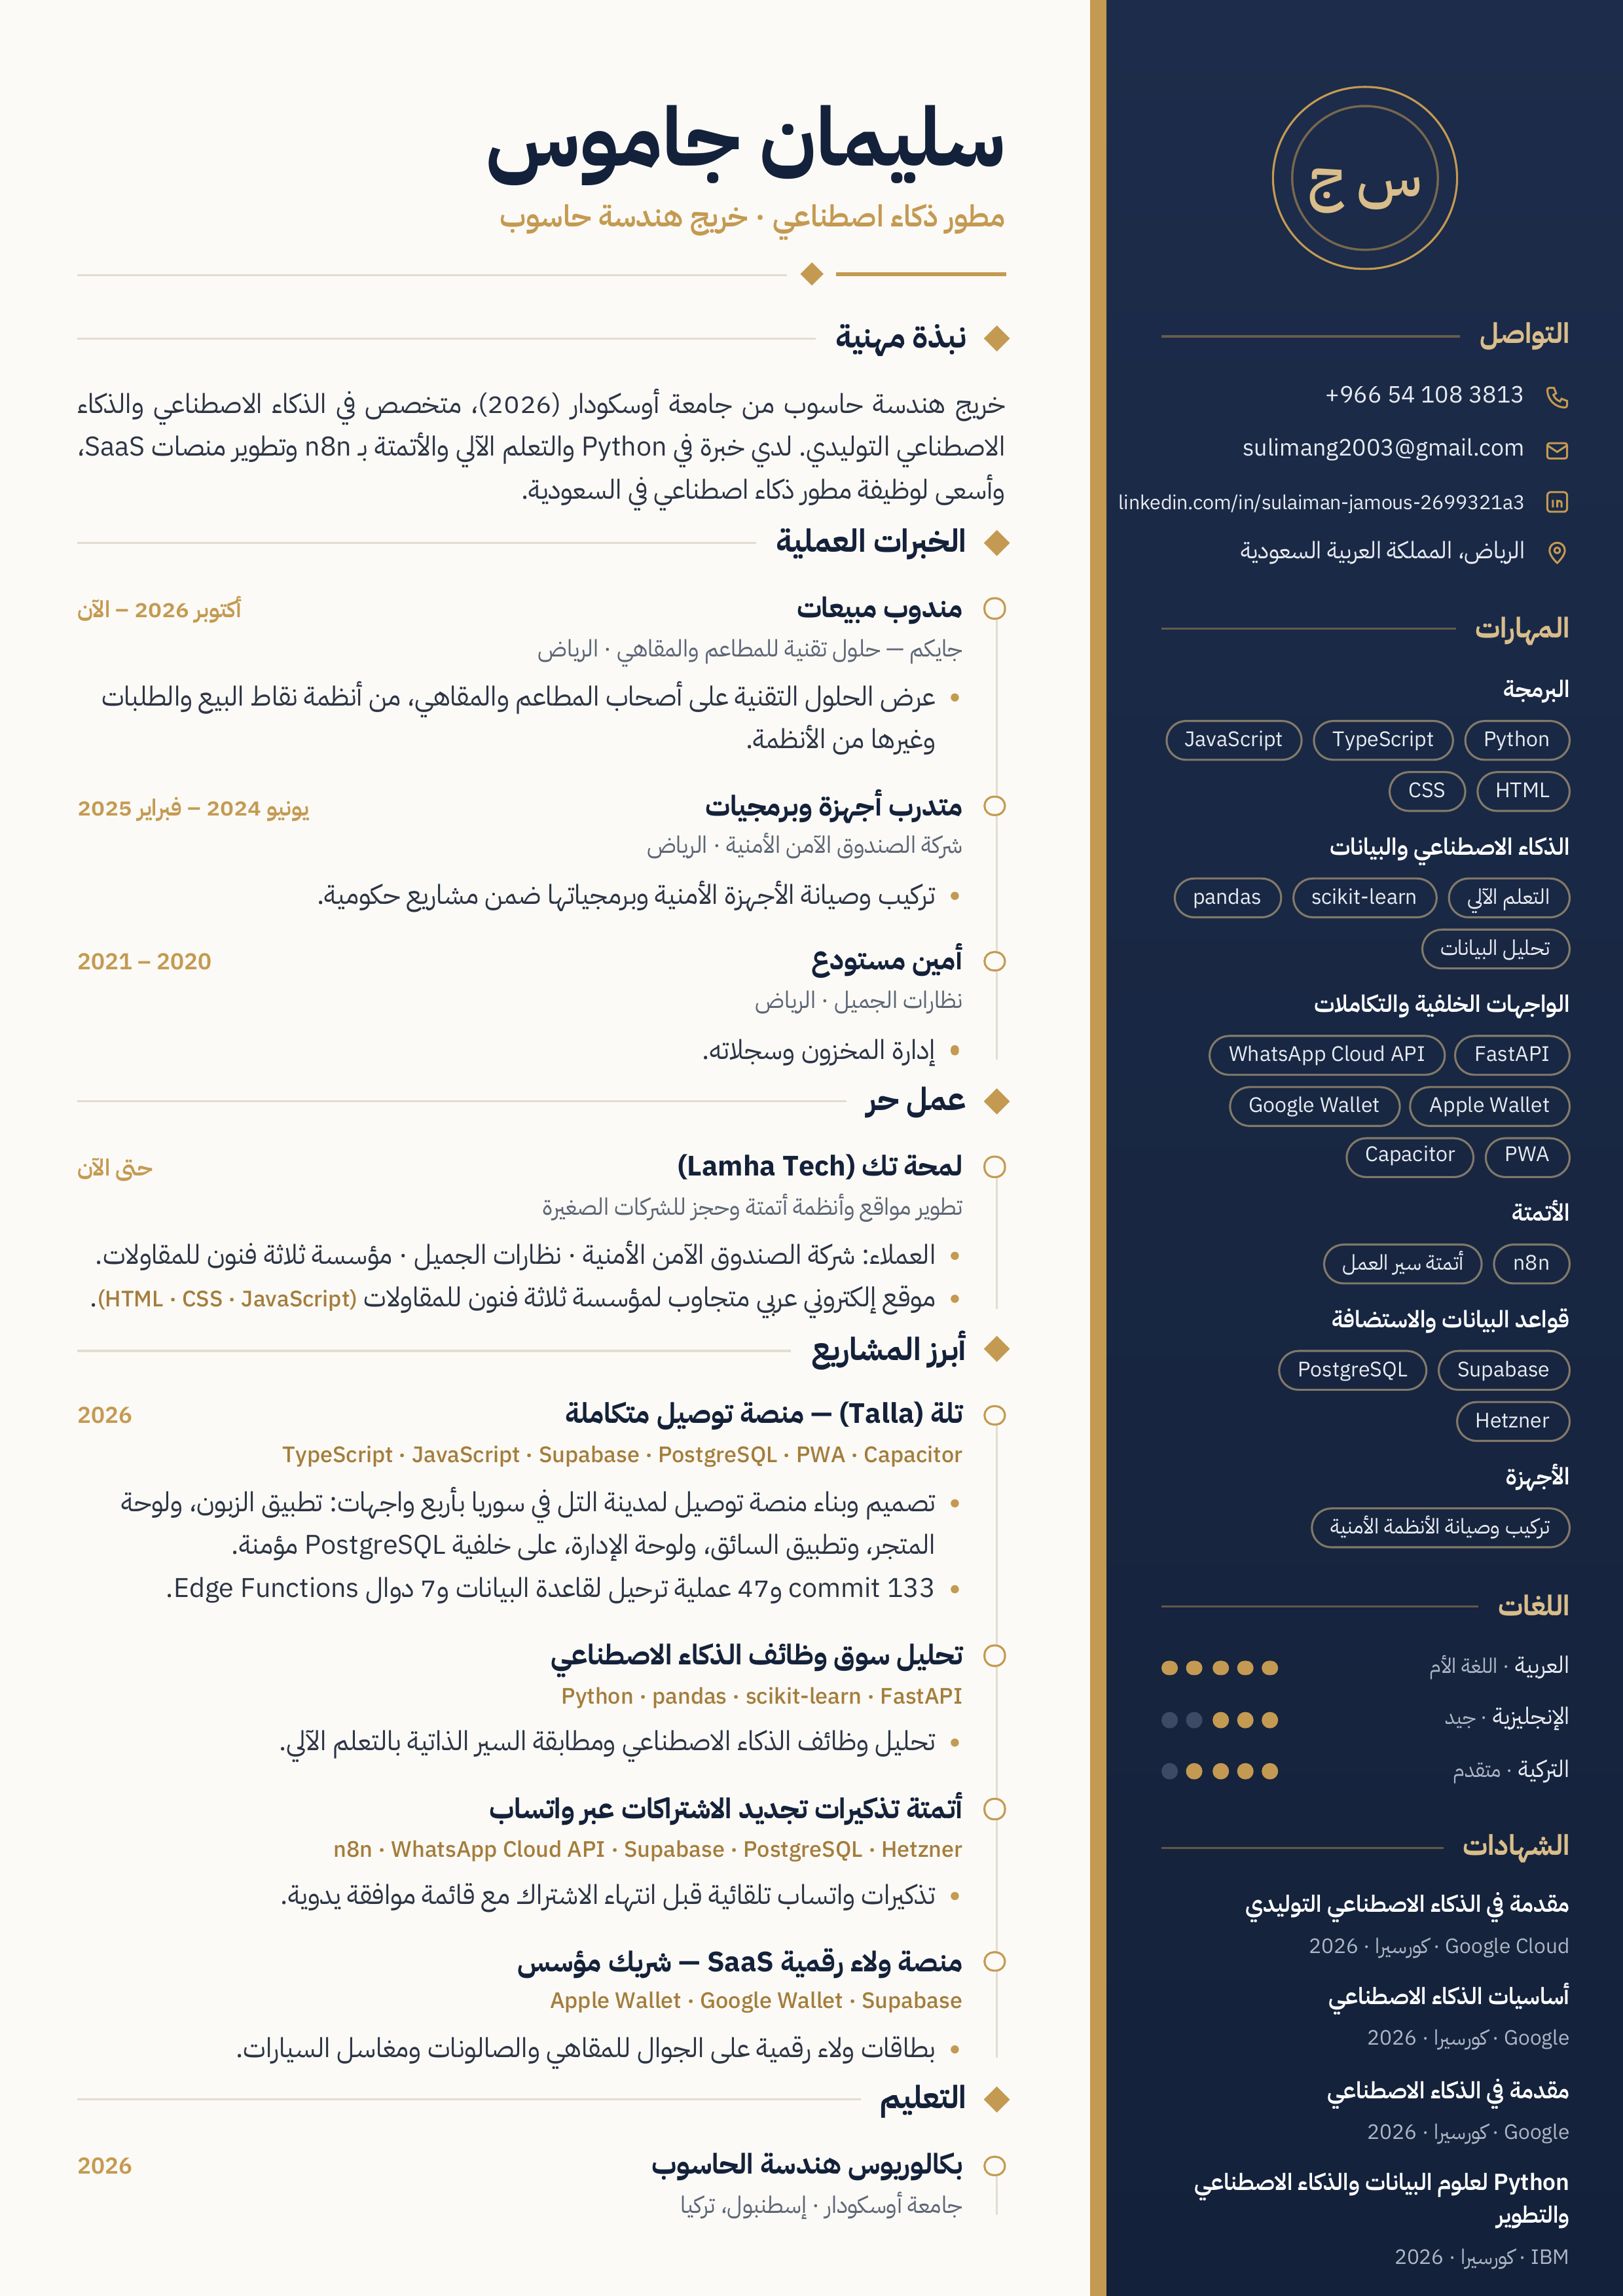 س ج
التواصل
+966 54 108 3813
sulimang2003@gmail.com
linkedin.com/in/sulaiman-jamous-2699321a3
الرياض، المملكة العربية السعودية
المهارات
البرمجة
Python TypeScript JavaScript
HTML CSS
الذكاء الاصطناعي والبيانات
التعلم الآلي scikit-learn pandas
تحليل البيانات
الواجهات الخلفية والتكاملات
FastAPI WhatsApp Cloud API
Apple Wallet Google Wallet
PWA Capacitor
الأتمتة
n8n أتمتة سير العمل
قواعد البيانات والاستضافة
Supabase PostgreSQL
Hetzner
الأجهزة
تركيب وصيانة الأنظمة الأمنية
اللغات
العربية · اللغة الأم
الإنجليزية · جيد
التركية · متقدم
الشهادات
مقدمة في الذكاء الاصطناعي التوليدي
Google Cloud · كورسيرا · 2026
أساسيات الذكاء الاصطناعي
Google · كورسيرا · 2026
مقدمة في الذكاء الاصطناعي
Google · كورسيرا · 2026
Python لعلوم البيانات والذكاء الاصطناعي
والتطوير
IBM · كورسيرا · 2026
سليمان جاموس
مطور ذكاء اصطناعي · خريج هندسة حاسوب
نبذة مهنية
خريج هندسة حاسوب من جامعة أوسكودار (2026)، متخصص في الذكاء الاصطناعي والذكاء
الاصطناعي التوليدي. لدي خبرة في Python والتعلم الآلي والأتمتة بـ n8n وتطوير منصات SaaS،
وأسعى لوظيفة مطور ذكاء اصطناعي في السعودية.
الخبرات العملية
مندوب مبيعات أكتوبر 2026 – الآن
جايكم — حلول تقنية للمطاعم والمقاهي · الرياض
• عرض الحلول التقنية على أصحاب المطاعم والمقاهي، من أنظمة نقاط البيع والطلبات
وغيرها من الأنظمة.
متدرب أجهزة وبرمجيات يونيو 2024 – فبراير 2025
شركة الصندوق الآمن الأمنية · الرياض
• تركيب وصيانة الأجهزة الأمنية وبرمجياتها ضمن مشاريع حكومية.
أمين مستودع 2020 – 2021
نظارات الجميل · الرياض
• إدارة المخزون وسجلاته.
عمل حر
لمحة تك (Lamha Tech) حتى الآن
تطوير مواقع وأنظمة أتمتة وحجز للشركات الصغيرة
• العملاء: شركة الصندوق الآمن الأمنية · نظارات الجميل · مؤسسة ثلاثة فنون للمقاولات.
• موقع إلكتروني عربي متجاوب لمؤسسة ثلاثة فنون للمقاولات (HTML · CSS · JavaScript).
أبرز المشاريع
تلة (Talla) — منصة توصيل متكاملة 2026
TypeScript · JavaScript · Supabase · PostgreSQL · PWA · Capacitor
• تصميم وبناء منصة توصيل لمدينة التل في سوريا بأربع واجهات: تطبيق الزبون، ولوحة
المتجر، وتطبيق السائق، ولوحة الإدارة، على خلفية PostgreSQL مؤمنة.
• 133 commit و47 عملية ترحيل لقاعدة البيانات و7 دوال Edge Functions.
تحليل سوق وظائف الذكاء الاصطناعي
Python · pandas · scikit-learn · FastAPI
• تحليل وظائف الذكاء الاصطناعي ومطابقة السير الذاتية بالتعلم الآلي.
أتمتة تذكيرات تجديد الاشتراكات عبر واتساب
n8n · WhatsApp Cloud API · Supabase · PostgreSQL · Hetzner
• تذكيرات واتساب تلقائية قبل انتهاء الاشتراك مع قائمة موافقة يدوية.
منصة ولاء رقمية SaaS — شريك مؤسس
Apple Wallet · Google Wallet · Supabase
• بطاقات ولاء رقمية على الجوال للمقاهي والصالونات ومغاسل السيارات.
التعليم
بكالوريوس هندسة الحاسوب 2026
جامعة أوسكودار · إسطنبول، تركيا